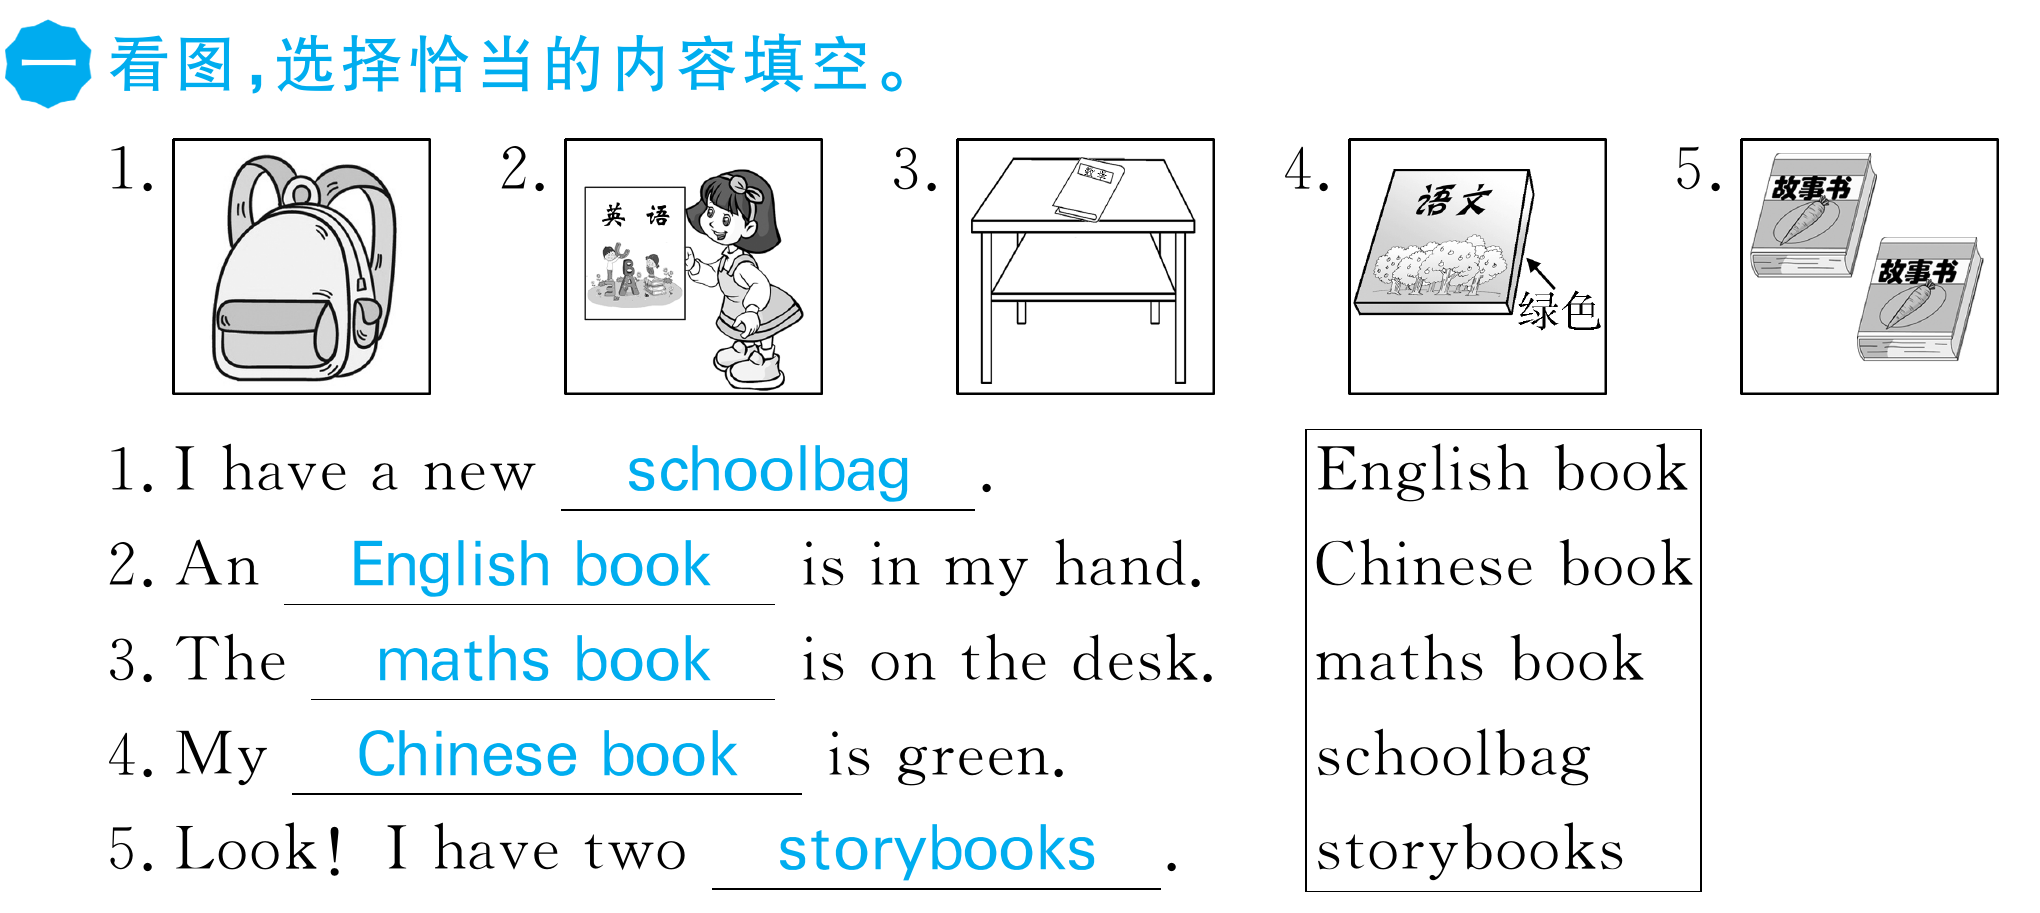 一 看图,选择恰当的内容填空。
1. 2. 3. 4. 5.
英 语
数学
语文
绿色
故事书
故事书
1. I have a new schoolbag .
English book
2. An English book is in my hand.
Chinese book
3. The maths book is on the desk.
maths book
4. My Chinese book is green.
schoolbag
5. Look! I have two storybooks .
storybooks